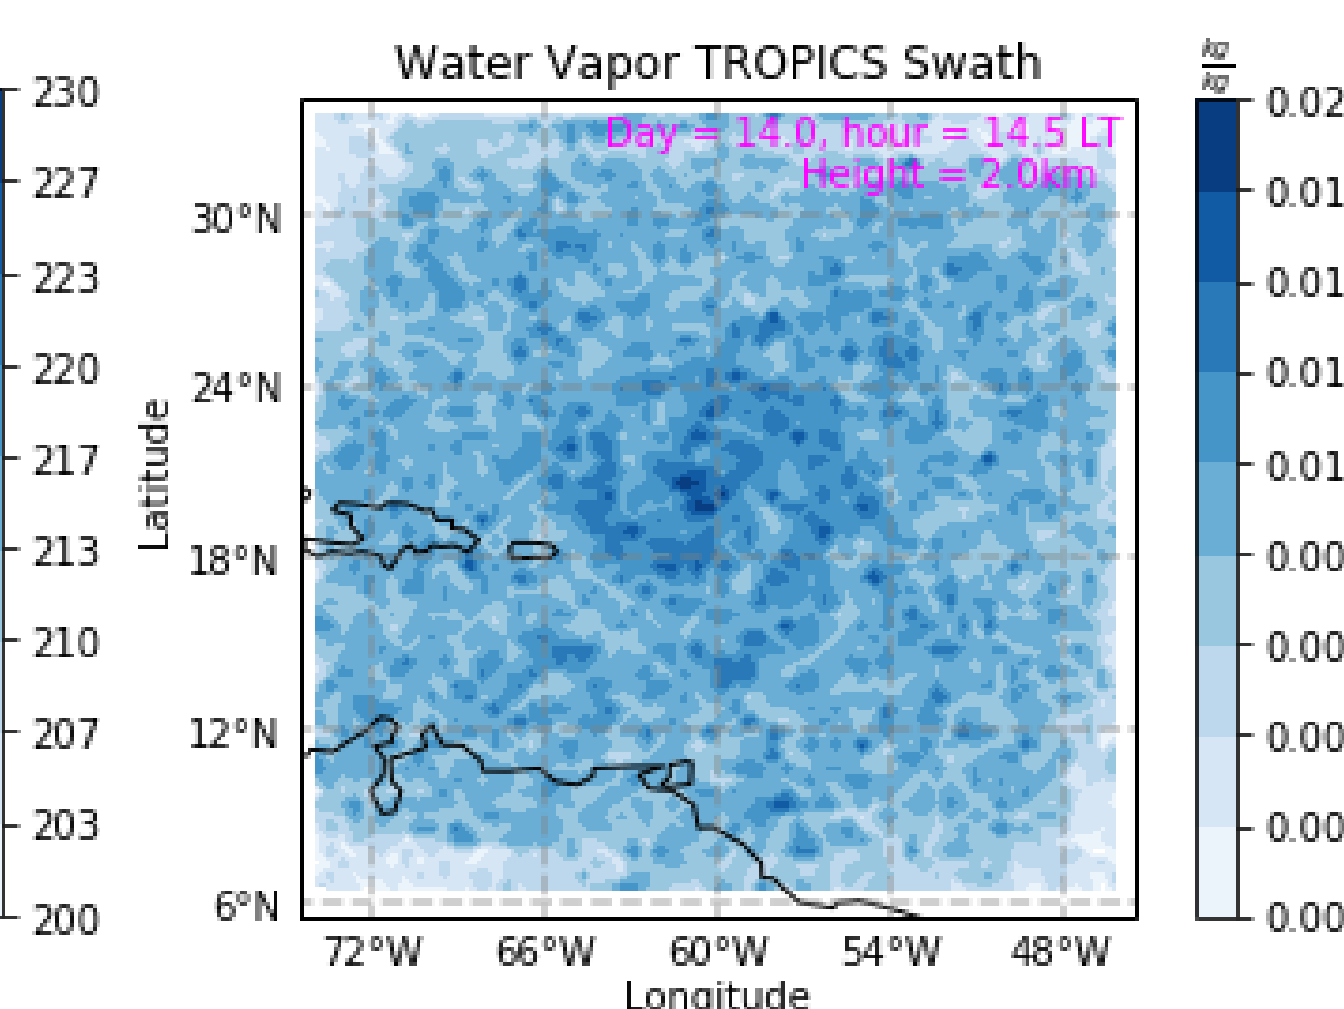 Water Vapor TROPICS Swath
kg
kg
Day = 14.0, hour = 14.5 LT
Height = 2.0km
230
227
223
220
217
213
210
207
203
200
Latitude
30°N
24°N
18°N
12°N
6°N
72°W
66°W
60°W
54°W
48°W
Longitude
0.02
0.01
0.01
0.01
0.01
0.00
0.00
0.00
0.00
0.00